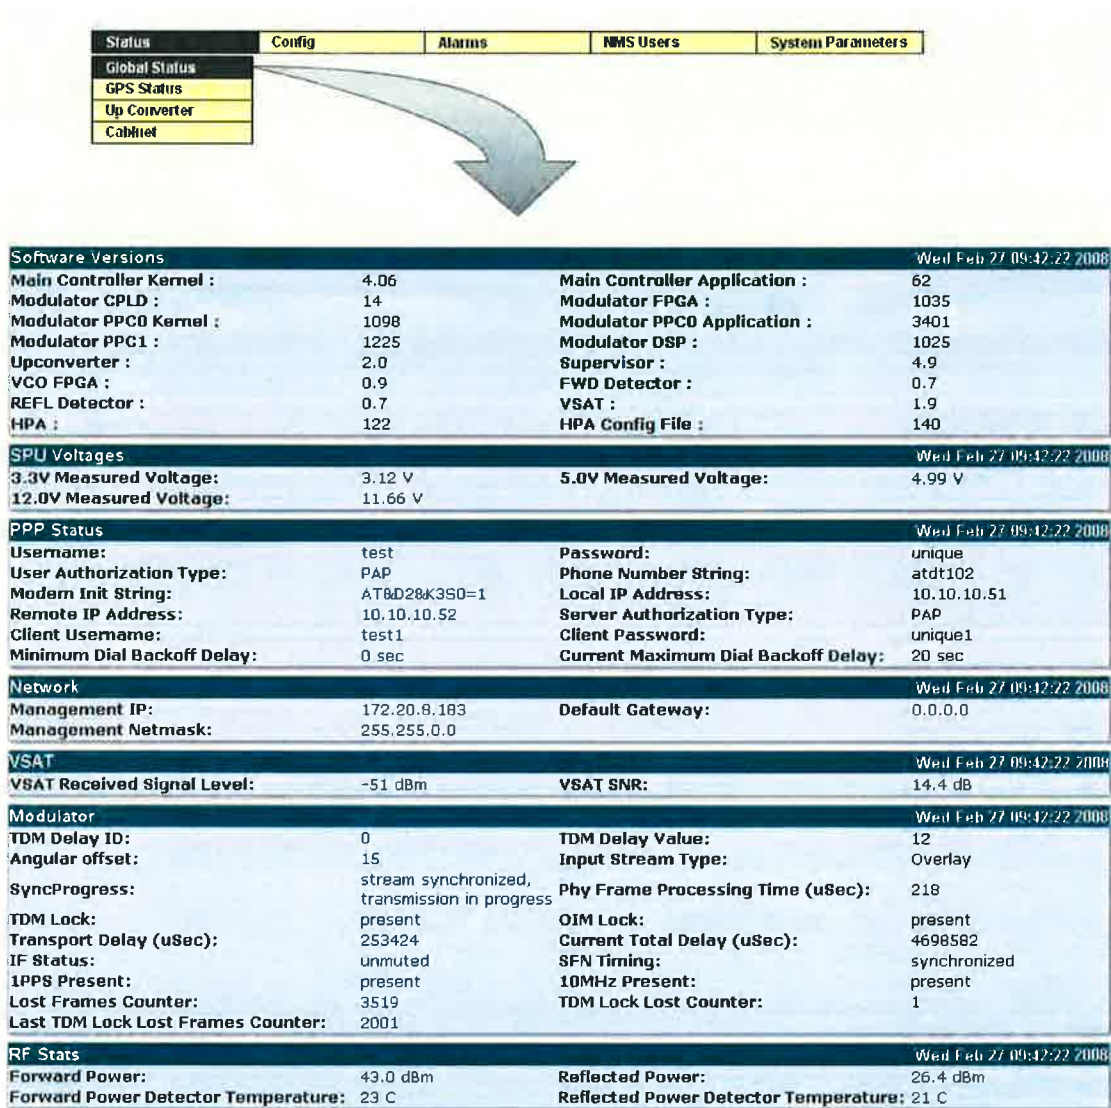 Status Config Alarms NMS Users System Parameters
Global Status
GPS Status
Up Converter
Cabinet
Software Versions Wed Feb 27 09:42:22 2008
Main Controller Kernel : 4.06 Main Controller Application : 62
Modulator CPLD : 14 Modulator FPGA : 1035
Modulator PPC0 Kernel : 1098 Modulator PPC0 Application : 3401
Modulator PPC1 : 1225 Modulator DSP : 1025
Upconverter : 2.0 Supervisor : 4.9
VCO FPGA : 0.9 FWD Detector : 0.7
REFL Detector : 0.7 VSAT : 1.9
HPA : 122 HPA Config File : 140
SPU Voltages Wed Feb 27 09:42:22 2008
3.3V Measured Voltage: 3.12 V 5.0V Measured Voltage: 4.99 V
12.0V Measured Voltage: 11.66 V
PPP Status Wed Feb 27 09:42:22 2008
Username: test Password: unique
User Authorization Type: PAP Phone Number String: atdt102
Modem Init String: AT&D2&K3S0=1 Local IP Address: 10.10.10.51
Remote IP Address: 10.10.10.52 Server Authorization Type: PAP
Client Username: test1 Client Password: unique1
Minimum Dial Backoff Delay: 0 sec Current Maximum Dial Backoff Delay: 20 sec
Network Wed Feb 27 09:42:22 2008
Management IP: 172.20.8.183 Default Gateway: 0.0.0.0
Management Netmask: 255.255.0.0
VSAT Wed Feb 27 09:42:22 2008
VSAT Received Signal Level: -51 dBm VSAT SNR: 14.4 dB
Modulator Wed Feb 27 09:42:22 2008
TDM Delay ID: 0 TDM Delay Value: 12
Angular offset: 15 Input Stream Type: Overlay
SyncProgress: stream synchronized, transmission in progress Phy Frame Processing Time (uSec): 218
TDM Lock: present OIM Lock: present
Transport Delay (uSec): 253424 Current Total Delay (uSec): 4698582
IF Status: unmuted SFN Timing: synchronized
1PPS Present: present 10MHz Present: present
Lost Frames Counter: 3519 TDM Lock Lost Counter: 1
Last TDM Lock Lost Frames Counter: 2001
RF Stats Wed Feb 27 09:42:22 2008
Forward Power: 43.0 dBm Reflected Power: 26.4 dBm
Forward Power Detector Temperature: 23 C Reflected Power Detector Temperature: 21 C